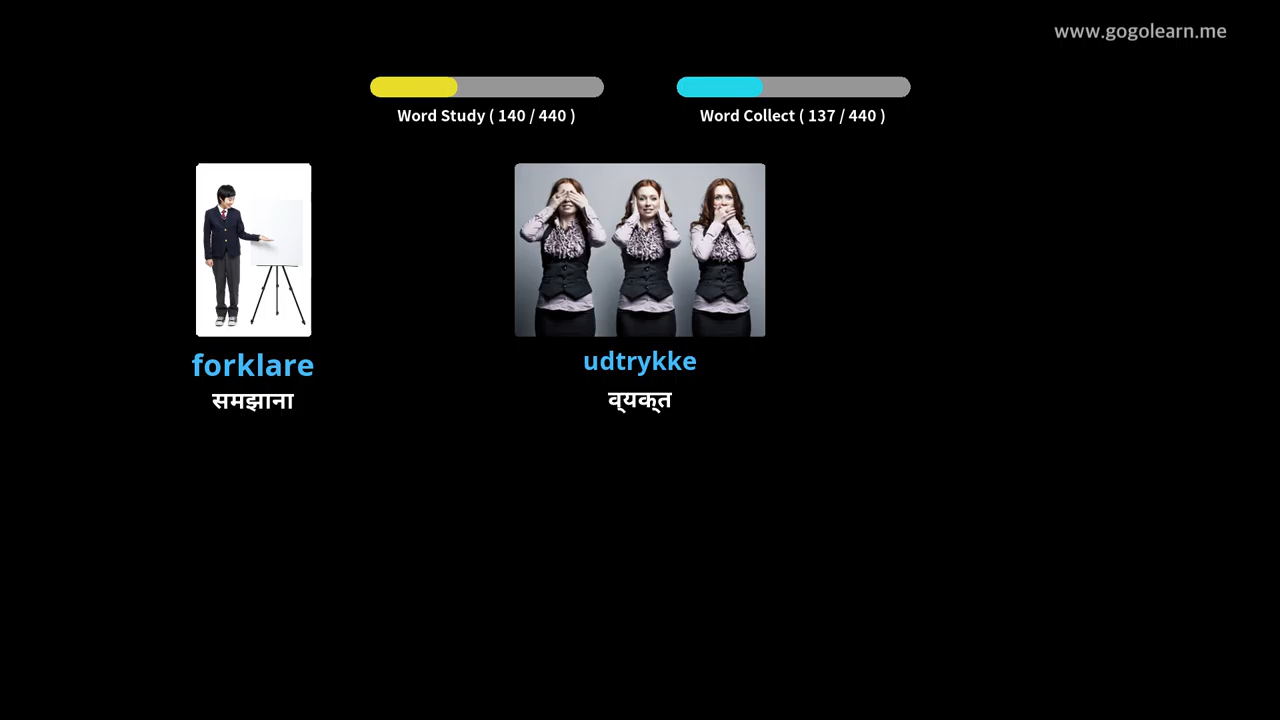 www.gogolearn.me
Word Study ( 140 / 440 )
Word Collect ( 137 / 440 )
forklare
समझाना
udtrykke
व्यक्त